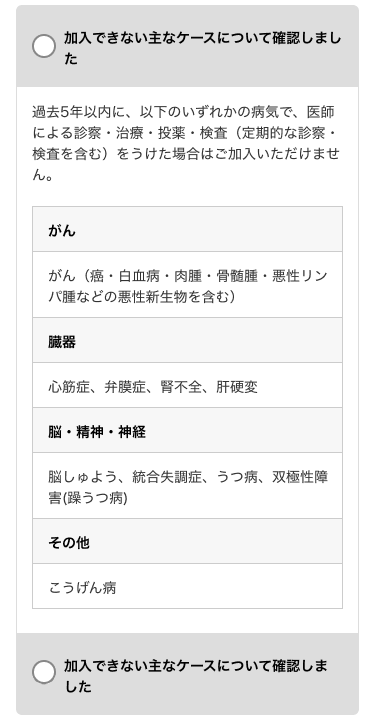 加入できない主なケースについて確認しまし
た
過去5年以内に、以下のいずれかの病気で、医師
による診察・治療・投薬・検査（定期的な診察・
検査を含む）をうけた場合はご加入いただけませ
ん。
がん
がん（癌・白血病・肉腫・骨髄腫・悪性リン
パ腫などの悪性新生物を含む）
臓器
心筋症、弁膜症、腎不全、肝硬変
脳・精神・神経
脳しゅよう、統合失調症、うつ病、双極性障
害(躁うつ病)
その他
こうげん病
加入できない主なケースについて確認しま
した